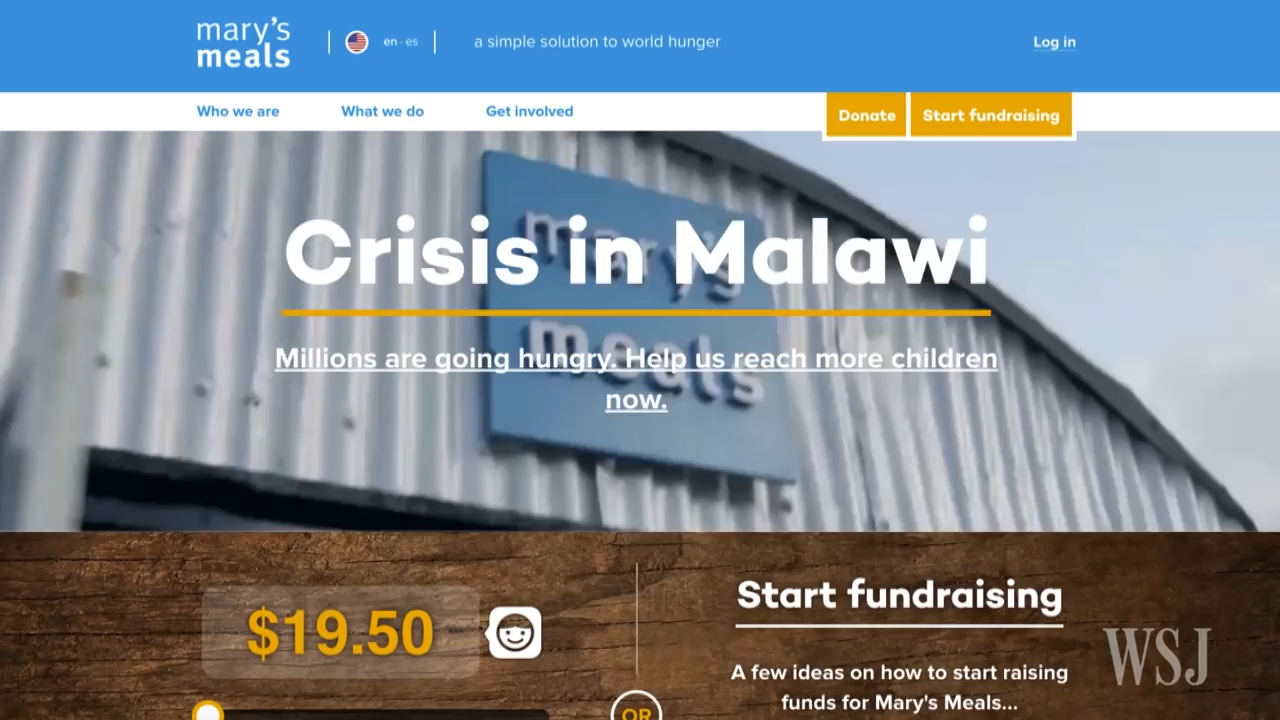 mary's
meals
en · es
a simple solution to world hunger
Log in
Who we are
What we do
Get involved
Donate
Start fundraising
mary's
meals
Crisis in Malawi
Millions are going hungry. Help us reach more children
now.
$19.50
Start fundraising
A few ideas on how to start raising
funds for Mary's Meals...
OR
WSJ